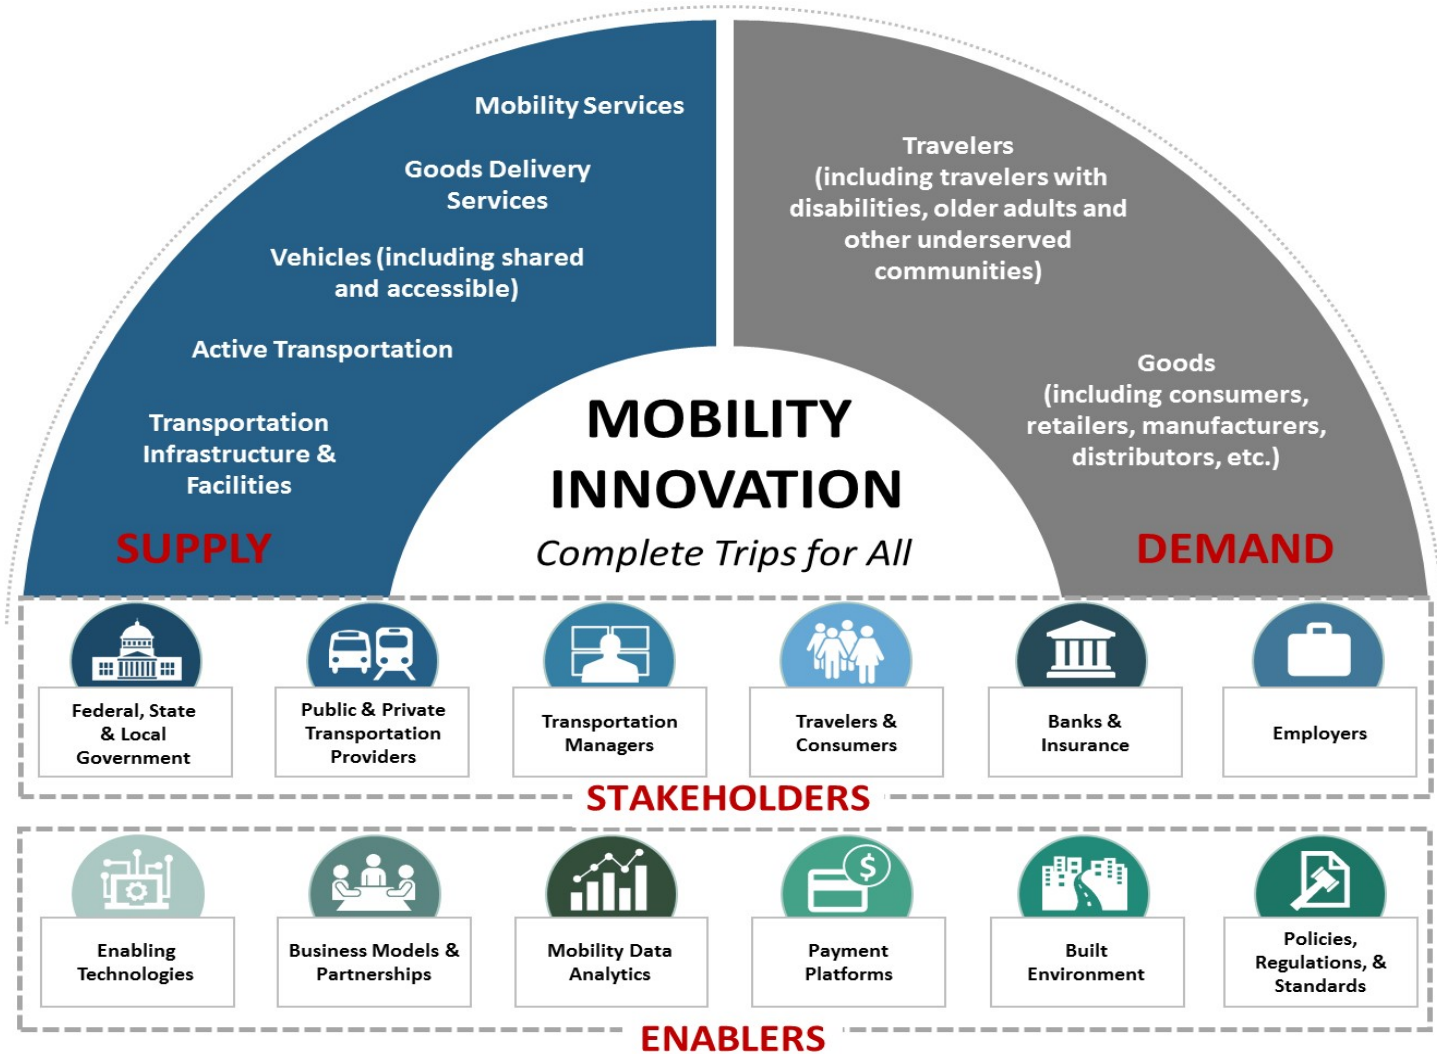 Mobility Services
Goods Delivery
Services
Vehicles (including shared
and accessible)
Active Transportation
Transportation
Infrastructure &
Facilities
SUPPLY
Travelers
(including travelers with
disabilities, older adults and
other underserved
communities)
Goods
(including consumers,
retailers, manufacturers,
distributors, etc.)
DEMAND
MOBILITY
INNOVATION
Complete Trips for All
Federal, State
& Local
Government
Public & Private
Transportation
Providers
Transportation
Managers
Travelers &
Consumers
Banks &
Insurance
Employers
STAKEHOLDERS
$
Enabling
Technologies
Business Models &
Partnerships
Mobility Data
Analytics
Payment
Platforms
Built
Environment
Policies,
Regulations, &
Standards
ENABLERS